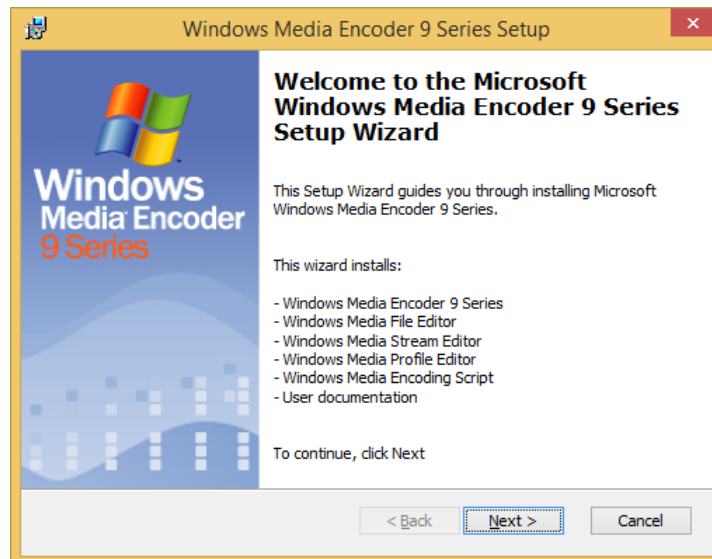 Windows Media Encoder 9 Series Setup
Windows
Media Encoder
9 Series
Welcome to the Microsoft
Windows Media Encoder 9 Series
Setup Wizard
This Setup Wizard guides you through installing Microsoft
Windows Media Encoder 9 Series.
This wizard installs:
- Windows Media Encoder 9 Series
- Windows Media File Editor
- Windows Media Stream Editor
- Windows Media Profile Editor
- Windows Media Encoding Script
- User documentation
To continue, click Next
< Back
Next >
Cancel